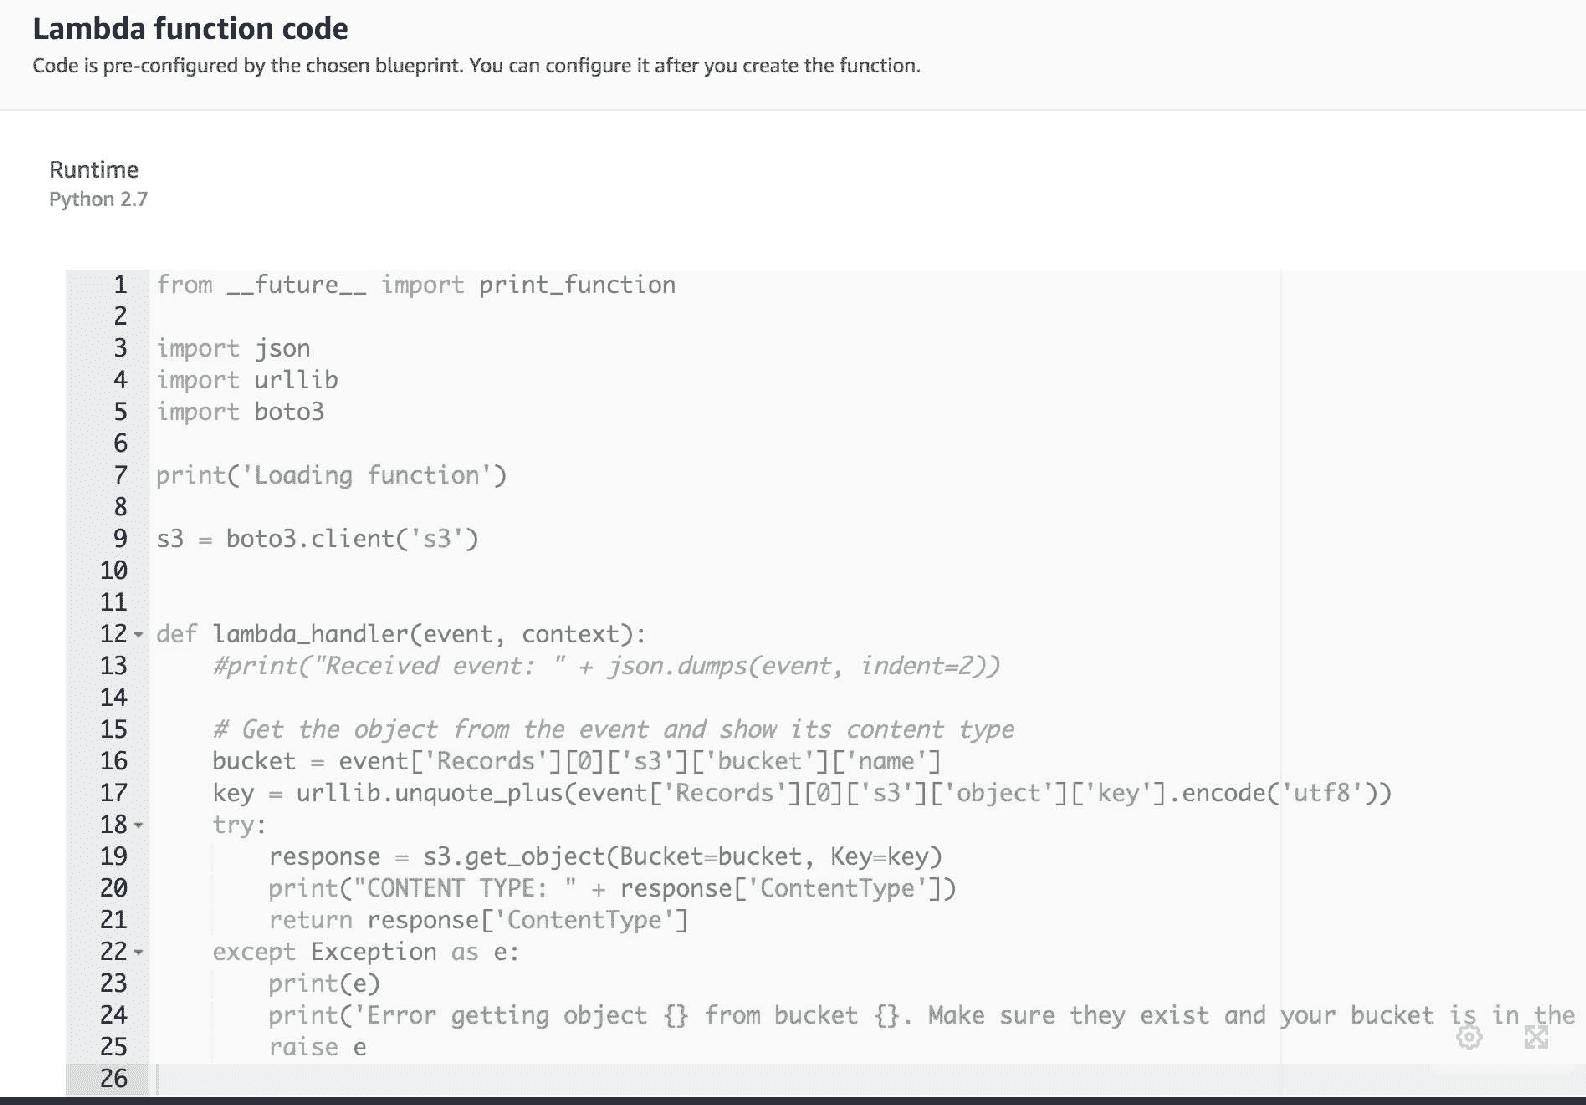 Lambda function code
Code is pre-configured by the chosen blueprint. You can configure it after you create the function.
Runtime
Python 2.7
1 from __future__ import print_function
2
3 import json
4 import urllib
5 import boto3
6
7 print('Loading function')
8
9 s3 = boto3.client('s3')
10
11
12 def lambda_handler(event, context):
13     #print("Received event: " + json.dumps(event, indent=2))
14
15     # Get the object from the event and show its content type
16     bucket = event['Records'][0]['s3']['bucket']['name']
17     key = urllib.unquote_plus(event['Records'][0]['s3']['object']['key'].encode('utf8'))
18     try:
19         response = s3.get_object(Bucket=bucket, Key=key)
20         print("CONTENT TYPE: " + response['ContentType'])
21         return response['ContentType']
22     except Exception as e:
23         print(e)
24         print('Error getting object {} from bucket {}. Make sure they exist and your bucket is in the
25         raise e
26